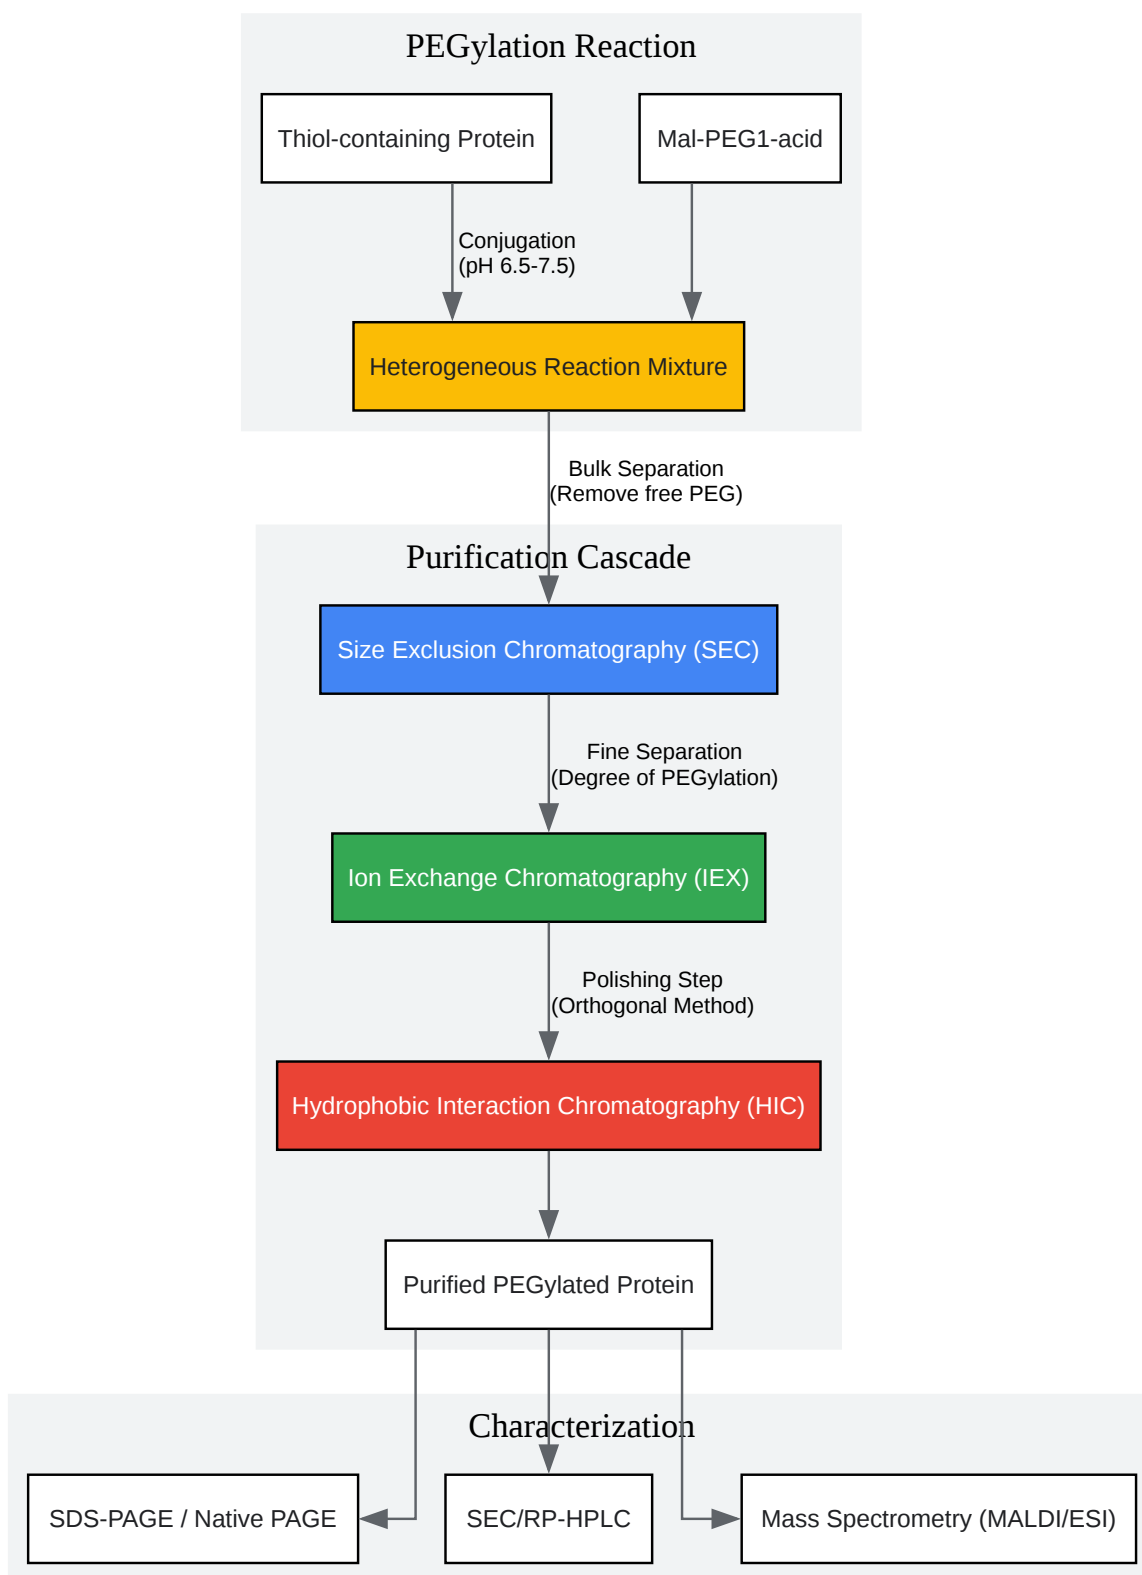 PEGylation Reaction
Thiol-containing Protein
Mal-PEG1-acid
Conjugation
(pH 6.5-7.5)
Heterogeneous Reaction Mixture
Bulk Separation
(Remove free PEG)
Purification Cascade
Size Exclusion Chromatography (SEC)
Fine Separation
(Degree of PEGylation)
Ion Exchange Chromatography (IEX)
Polishing Step
(Orthogonal Method)
Hydrophobic Interaction Chromatography (HIC)
Purified PEGylated Protein
Characterization
SDS-PAGE / Native PAGE
SEC/RP-HPLC
Mass Spectrometry (MALDI/ESI)